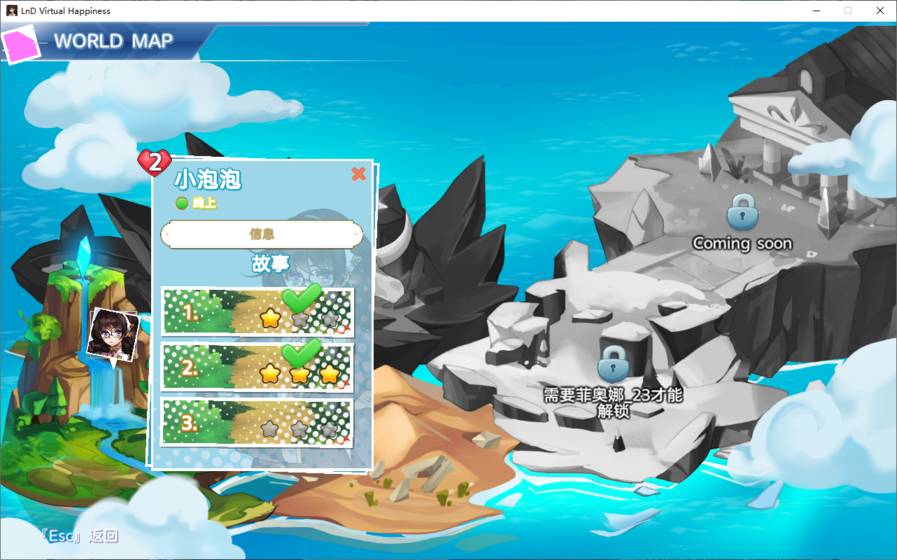 LnD Virtual Happiness
WORLD MAP
2
小泡泡
线上
信息
故事
1.
2.
3.
Coming soon
需要菲奥娜 23才能
解锁
『Esc』返回